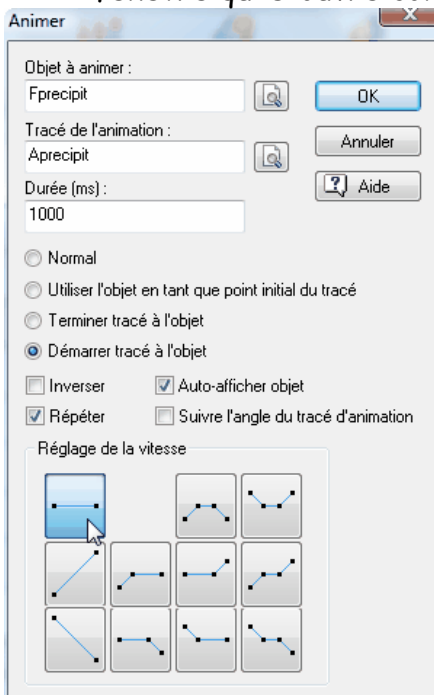 Animer
Objet à animer :
Fprecipit
OK
Tracé de l'animation :
Aprecipit
Annuler
Durée (ms) :
Aide
1000
Normal
Utiliser l'objet en tant que point initial du tracé
Terminer tracé à l'objet
Démarrer tracé à l'objet
Inverser
Auto-afficher objet
Répéter
Suivre l'angle du tracé d'animation
Réglage de la vitesse